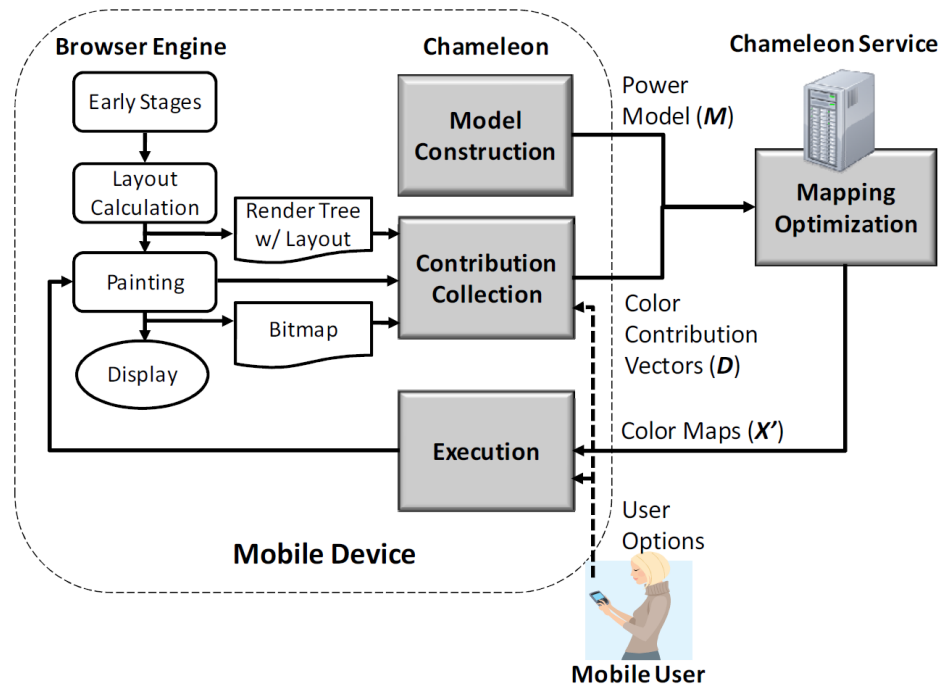 Browser Engine
Chameleon
Chameleon Service
Early Stages
Model
Construction
Power
Model (M)
Mapping
Optimization
Layout
Calculation
Render Tree
w/ Layout
Contribution
Collection
Painting
Bitmap
Display
Color
Contribution
Vectors (D)
Execution
Color Maps (X’)
User
Options
Mobile Device
Mobile User